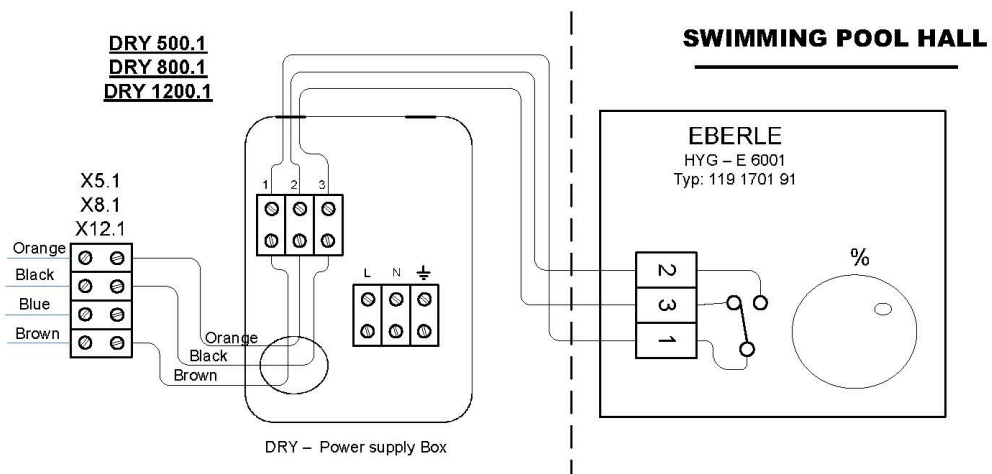 DRY 500.1
DRY 800.1
DRY 1200.1
SWIMMING POOL HALL
EBERLE
HYG – E 6001
Typ: 119 1701 91
X5.1
X8.1
X12.1
1 2 3
Orange
Black
Blue
Brown
L N
2
3
1
%
Orange
Black
Brown
DRY – Power supply Box